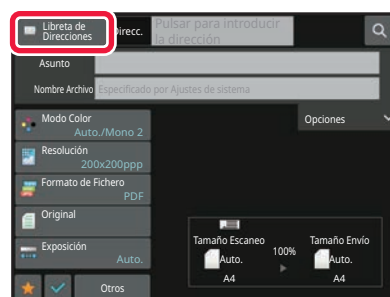 Libreta de
Direcciones
Direcc.
Pulsar para introducir
la dirección
Asunto
Nombre Archivo
Especificado por Ajustes de sistema
Modo Color
Auto./Mono 2
Opciones
Resolución
200x200ppp
Formato de Fichero
PDF
Original
Exposición
Auto.
Tamaño Escaneo
100%
Tamaño Envío
Auto.
Auto.
A4
A4
Otros